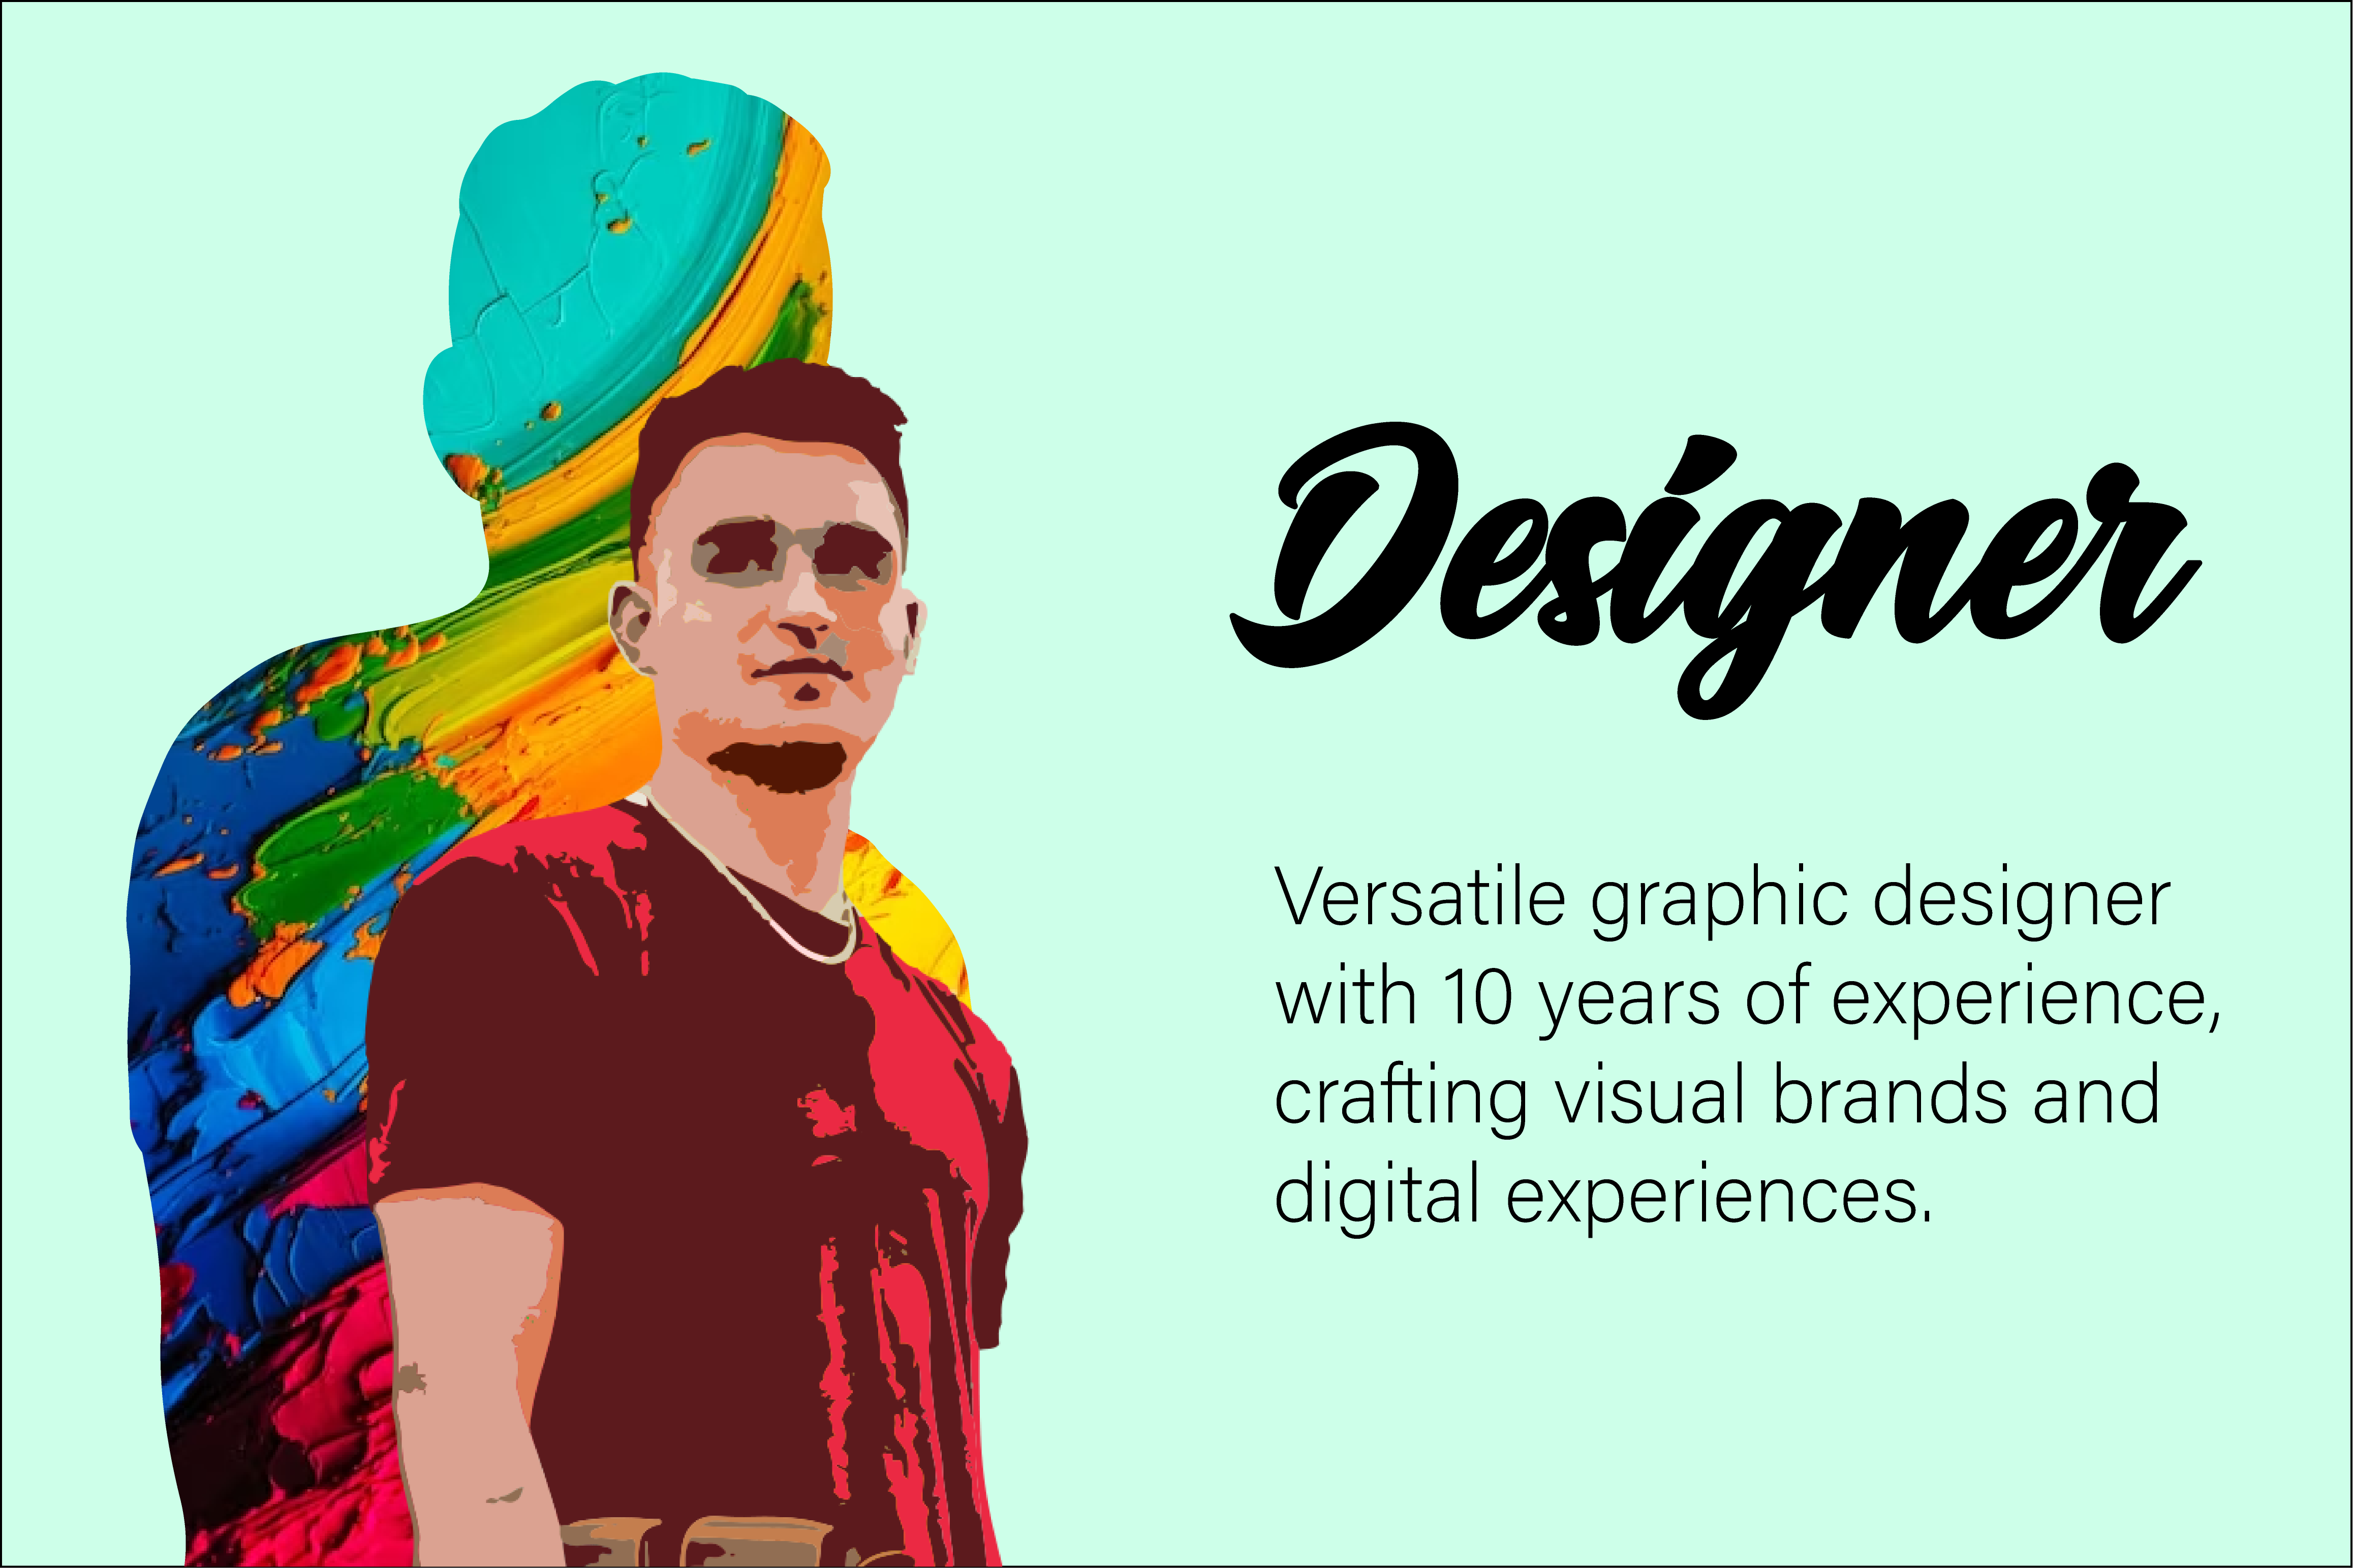 Designer
Versatile graphic designer
with 10 years of experience,
crafting visual brands and
digital experiences.